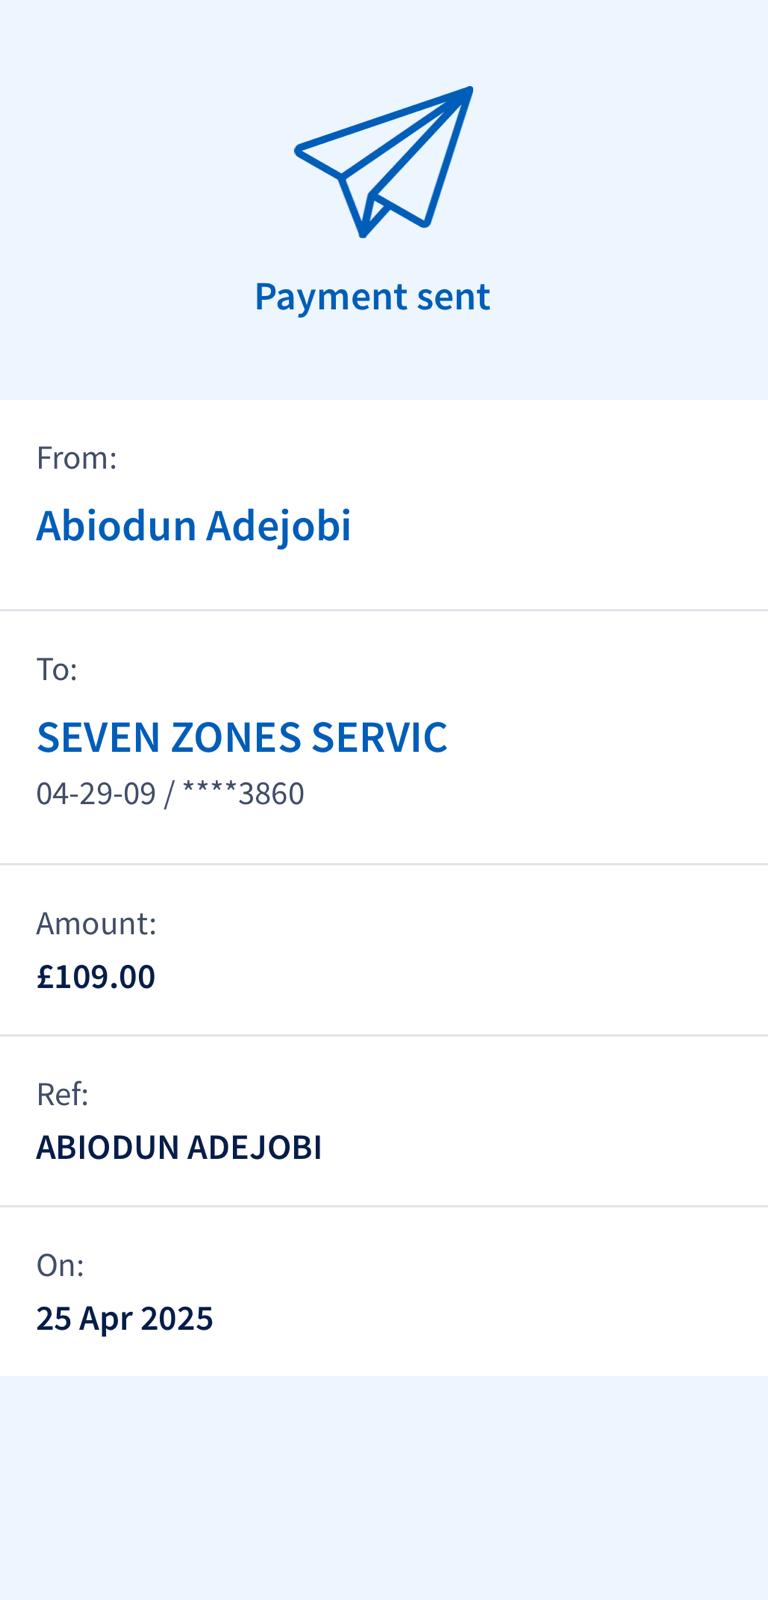 Payment sent
From:
Abiodun Adejobi
To:
SEVEN ZONES SERVIC
04-29-09 / ****3860
Amount:
£109.00
Ref:
ABIODUN ADEJOBI
On:
25 Apr 2025